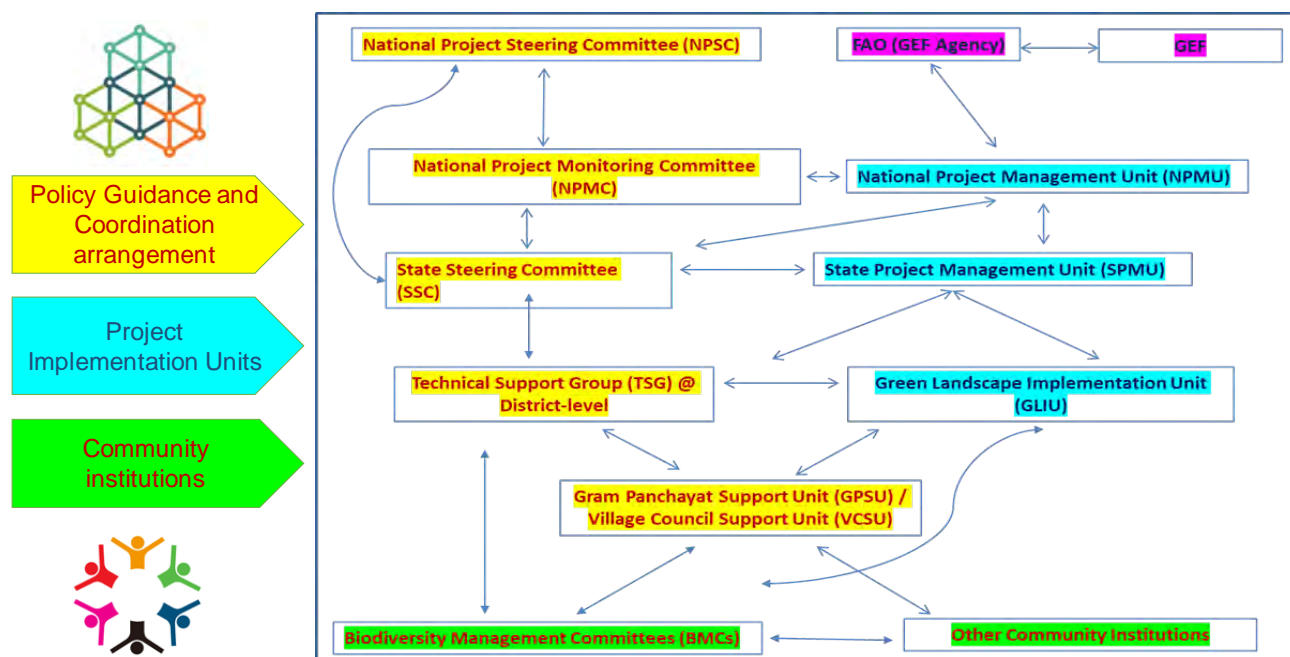 Policy Guidance and
Coordination
arrangement
Project
Implementation Units
Community
institutions
National Project Steering Committee (NPSC)
FAO (GEF Agency)
GEF
National Project Monitoring Committee
(NPMC)
National Project Management Unit (NPMU)
State Steering Committee
(SSC)
State Project Management Unit (SPMU)
Technical Support Group (TSG) @
District-level
Green Landscape Implementation Unit
(GLIU)
Gram Panchayat Support Unit (GPSU) /
Village Council Support Unit (VCSU)
Biodiversity Management Committees (BMCs)
Other Community Institutions